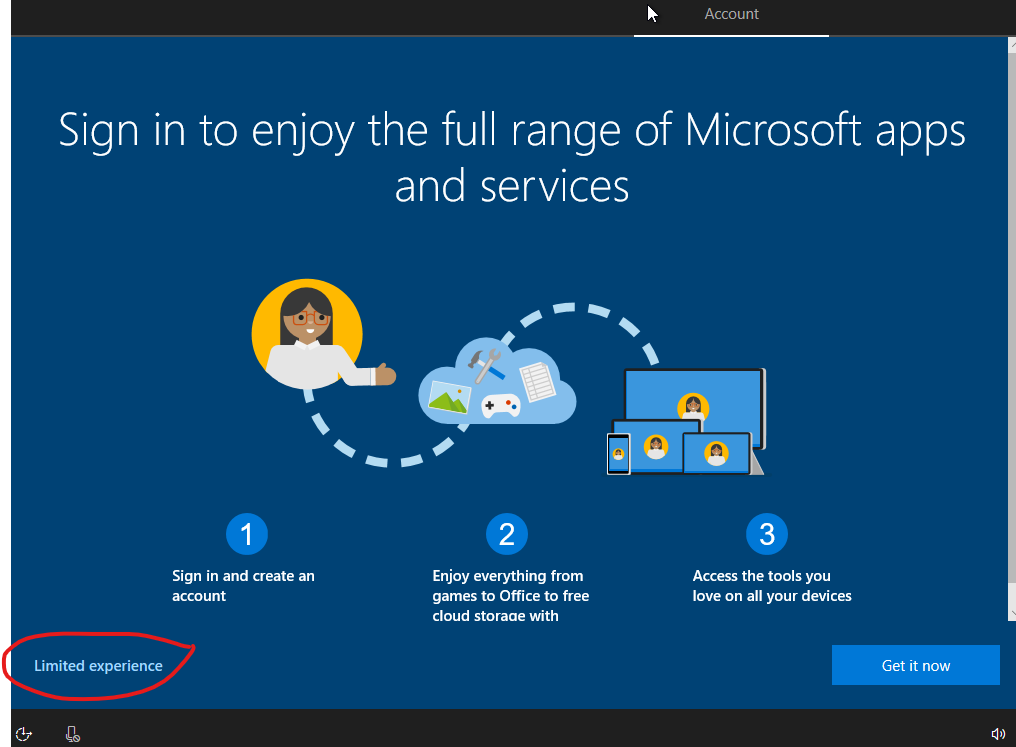 Account
Sign in to enjoy the full range of Microsoft apps
and services
1
Sign in and create an
account
2
Enjoy everything from
games to Office to free
cloud storage with
3
Access the tools you
love on all your devices
Limited experience
Get it now